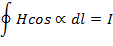 ∮ Hcos ∝ dl = I